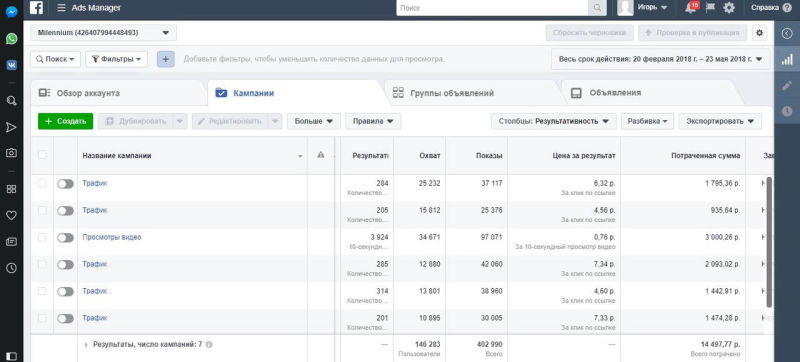 Ads Manager
Поиск
Игорь
15
Справка
Milennium (426407994448493)
Сбросить черновики
Проверка и публикация
Поиск
Фильтры
+
Добавьте фильтры, чтобы уменьшить количество данных для просмотра.
Весь срок действия: 20 февраля 2018 г. – 23 мая 2018 г.
Обзор аккаунта
Кампании
Группы объявлений
Объявления
+ Создать
Дублировать
Редактировать
Больше
Правила
Столбцы: Результативность
Разбивка
Экспортировать
Название кампании
Результат
Охват
Показы
Цена за результат
Потраченная сумма
Зав
Трафик 284 25 232 37 117 6,32 р. 1 795,36 р.
Количество... За клик по ссылке
Трафик 205 15 812 25 376 4,56 р. 935,64 р.
Количество... За клик по ссылке
Просмотры видео 3 924 34 671 97 071 0,76 р. 3 000,26 р.
10-секундн... За 10-секундный просмотр видео
Трафик 285 12 880 42 060 7,34 р. 2 093,02 р.
Количество... За клик по ссылке
Трафик 314 13 801 38 960 4,60 р. 1 442,91 р.
Количество... За клик по ссылке
Трафик 201 10 895 30 005 7,33 р. 1 474,28 р.
Количество... За клик по ссылке
Результаты, число кампаний: 7 — 146 283 402 990 — 14 497,77 р.
Пользователи Всего Всего потрачено